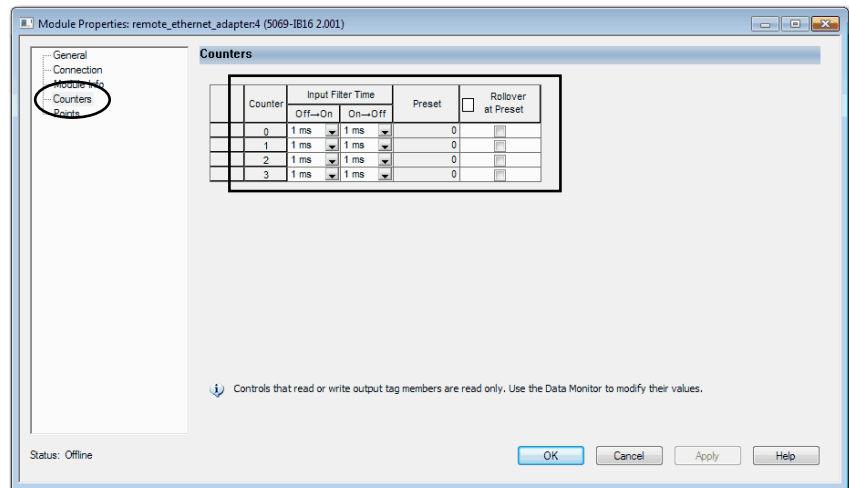 Module Properties: remote_ethernet_adapter:4 (5069-IB16 2.001)
General
Connection
Module Info
Counters
Points
Counters
Counter
Input Filter Time
Off→On
On→Off
Preset
Rollover
at Preset
0 1 ms 1 ms 0
1 1 ms 1 ms 0
2 1 ms 1 ms 0
3 1 ms 1 ms 0
Controls that read or write output tag members are read only. Use the Data Monitor to modify their values.
Status: Offline
OK
Cancel
Apply
Help